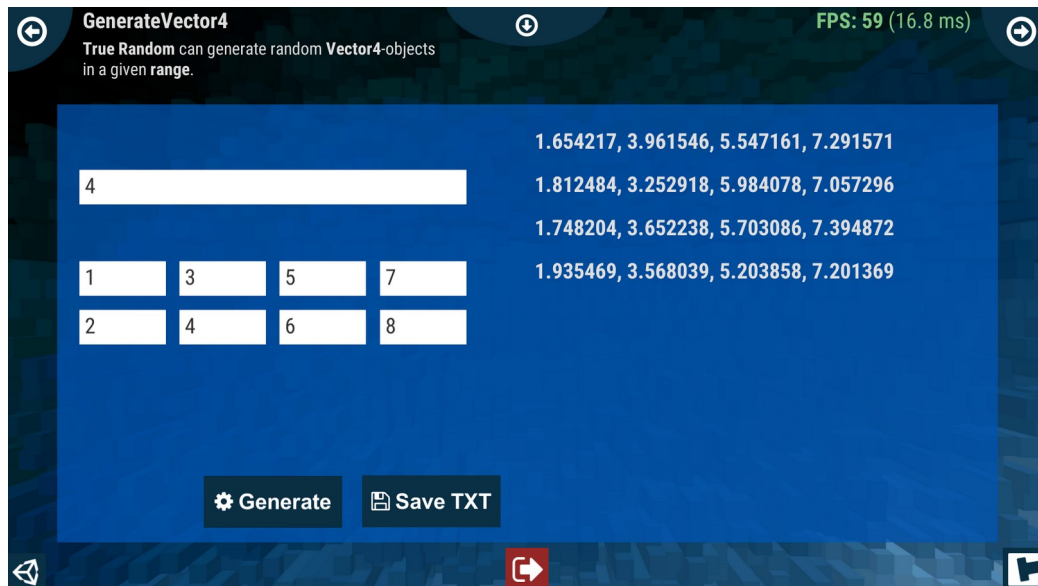 GenerateVector4
FPS: 59 (16.8 ms)
True Random can generate random Vector4-objects
in a given range.
4
1 3 5 7
2 4 6 8
1.654217, 3.961546, 5.547161, 7.291571
1.812484, 3.252918, 5.984078, 7.057296
1.748204, 3.652238, 5.703086, 7.394872
1.935469, 3.568039, 5.203858, 7.201369
Generate
Save TXT